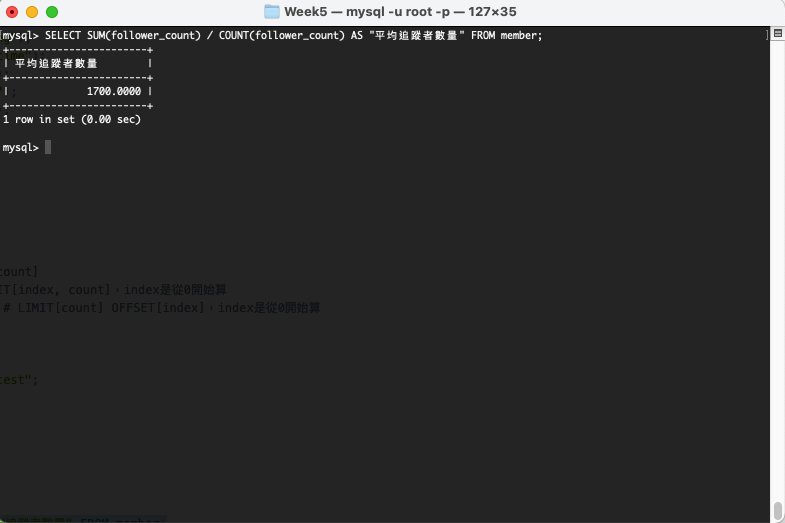 Week5 — mysql -u root -p — 127×35
mysql> SELECT SUM(follower_count) / COUNT(follower_count) AS "平均追蹤者數量" FROM member;
+-----------------------+
| 平均追蹤者數量 |
+-----------------------+
| 1700.0000 |
+-----------------------+
1 row in set (0.00 sec)
mysql>
count]
IT[index, count]，index是從0開始算
# LIMIT[count] OFFSET[index]，index是從0開始算
test";
FROM member;